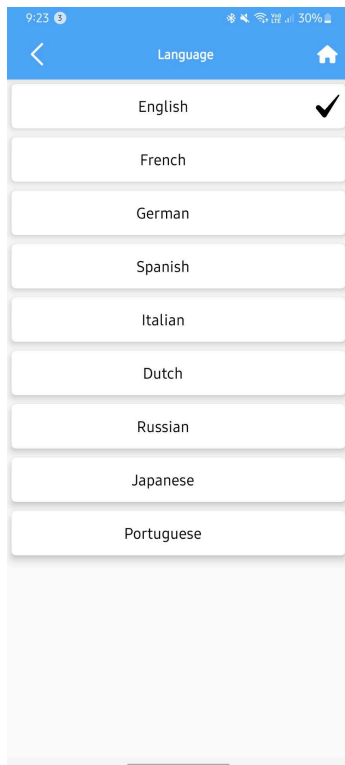 9:23 3 30%
Language
English
French
German
Spanish
Italian
Dutch
Russian
Japanese
Portuguese